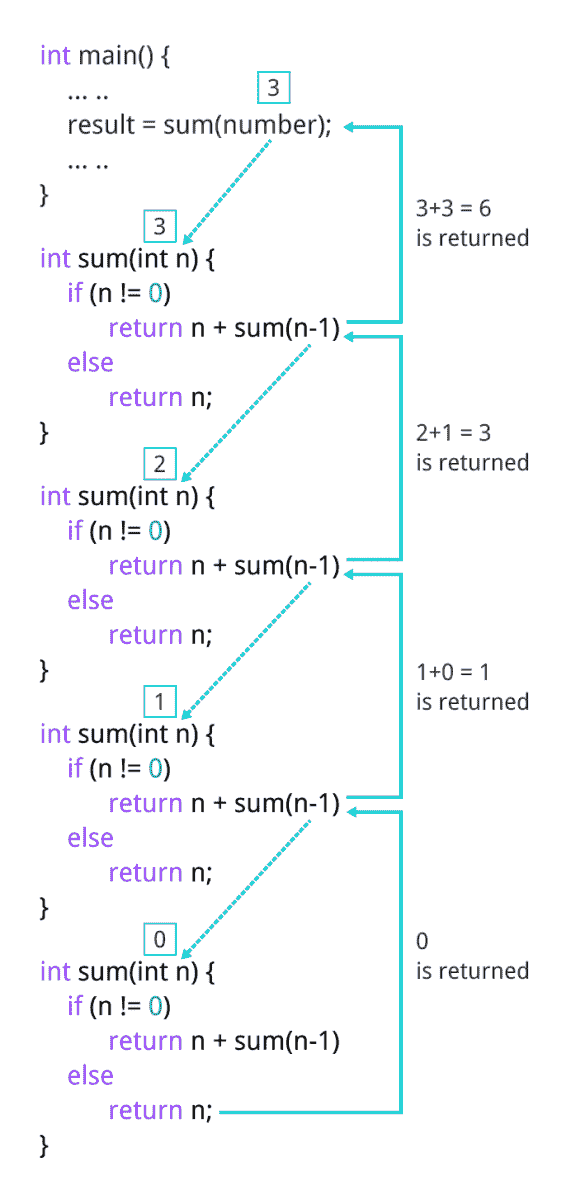 int main() {
... ..
3
result = sum(number);
... ..
}
3+3 = 6
is returned
3
int sum(int n) {
if (n != 0)
return n + sum(n-1)
else
return n;
}
2+1 = 3
is returned
2
int sum(int n) {
if (n != 0)
return n + sum(n-1)
else
return n;
}
1+0 = 1
is returned
1
int sum(int n) {
if (n != 0)
return n + sum(n-1)
else
return n;
}
0
is returned
0
int sum(int n) {
if (n != 0)
return n + sum(n-1)
else
return n;
}